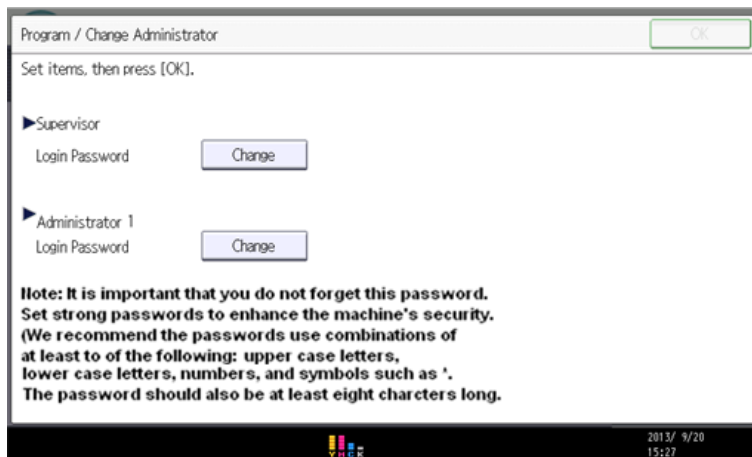 Program / Change Administrator
OK
Set items, then press [OK].
►Supervisor
Login Password Change
►Administrator 1
Login Password Change
Note: It is important that you do not forget this password.
Set strong passwords to enhance the machine's security.
(We recommend the passwords use combinations of
at least to of the following: upper case letters,
lower case letters, numbers, and symbols such as '.
The password should also be at least eight charcters long.
Y M C K
2013/ 9/20
15:27